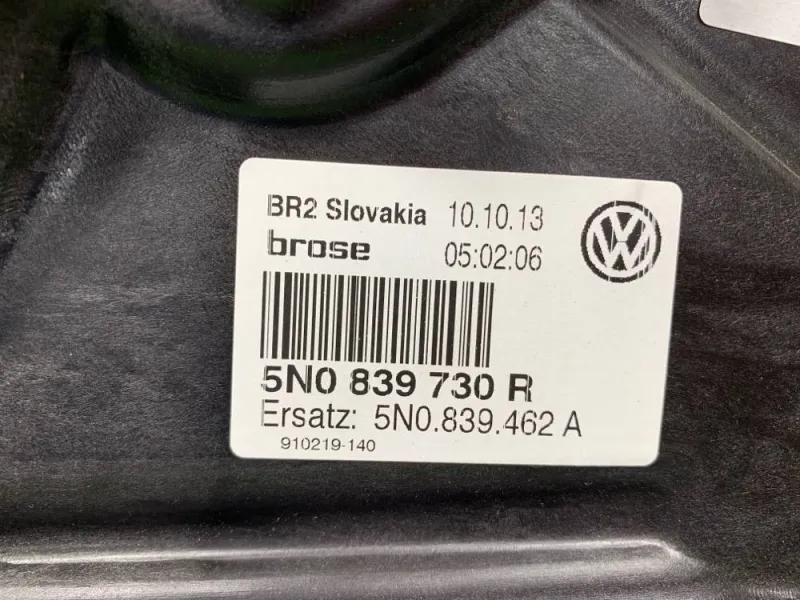 BR2 Slovakia 10.10.13
brose 05:02:06
5N0 839 730 R
Ersatz: 5N0.839.462 A
910219-140